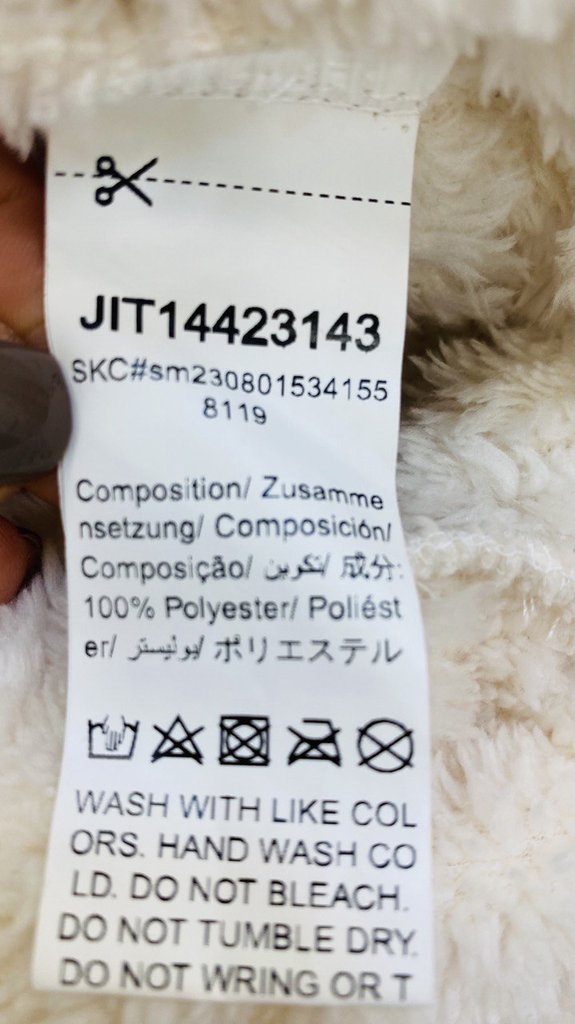 JIT14423143
SKC#sm230801534155
8119
Composition/ Zusamme
nsetzung/ Composición/
Composição/ تكوين/ 成分:
100% Polyester/ Poliést
er/ بوليستر/ ポリエステル
WASH WITH LIKE COL
ORS. HAND WASH CO
LD. DO NOT BLEACH.
DO NOT TUMBLE DRY.
DO NOT WRING OR T